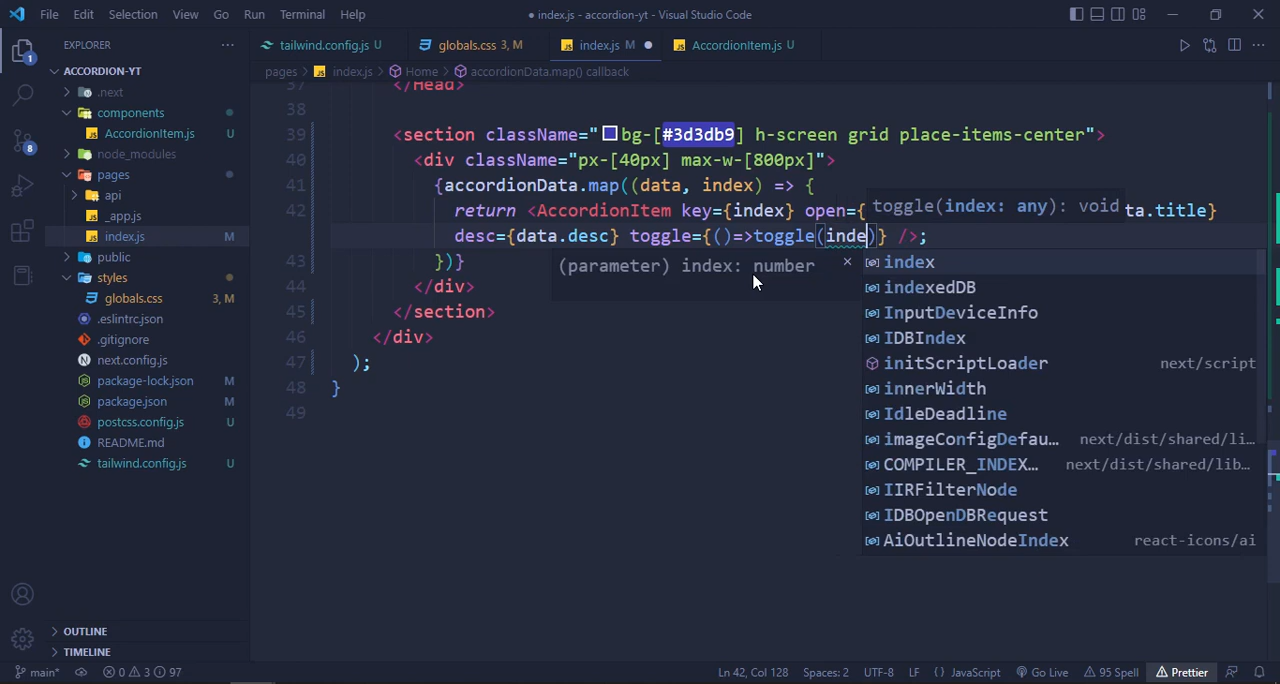 File Edit Selection View Go Run Terminal Help
● index.js - accordion-yt - Visual Studio Code
EXPLORER
tailwind.config.js U
globals.css 3, M
index.js M
AccordionItem.js U
ACCORDION-YT
.next
components
AccordionItem.js U
node_modules
pages
api
_app.js
index.js M
public
styles
globals.css 3, M
.eslintrc.json
.gitignore
next.config.js
package-lock.json M
package.json M
postcss.config.js U
README.md
tailwind.config.js U
OUTLINE
TIMELINE
1
8
pages > index.js > Home > accordionData.map() callback
37 </Head>
38
39 <section className="bg-[#3d3db9] h-screen grid place-items-center">
40 <div className="px-[40px] max-w-[800px]">
41 {accordionData.map((data, index) => {
42 return <AccordionItem key={index} open={ ta.title}
toggle(index: any): void
desc={data.desc} toggle={()=>toggle(inde)} />;
43 })}
44 </div>
45 </section>
46 </div>
47 );
48 }
49
(parameter) index: number
index
indexedDB
InputDeviceInfo
IDBIndex
initScriptLoader next/script
innerWidth
IdleDeadline
imageConfigDefau… next/dist/shared/li…
COMPILER_INDEX… next/dist/shared/lib…
IIRFilterNode
IDBOpenDBRequest
AiOutlineNodeIndex react-icons/ai
main* 0 3 97
Ln 42, Col 128 Spaces: 2 UTF-8 LF {} JavaScript Go Live 95 Spell Prettier